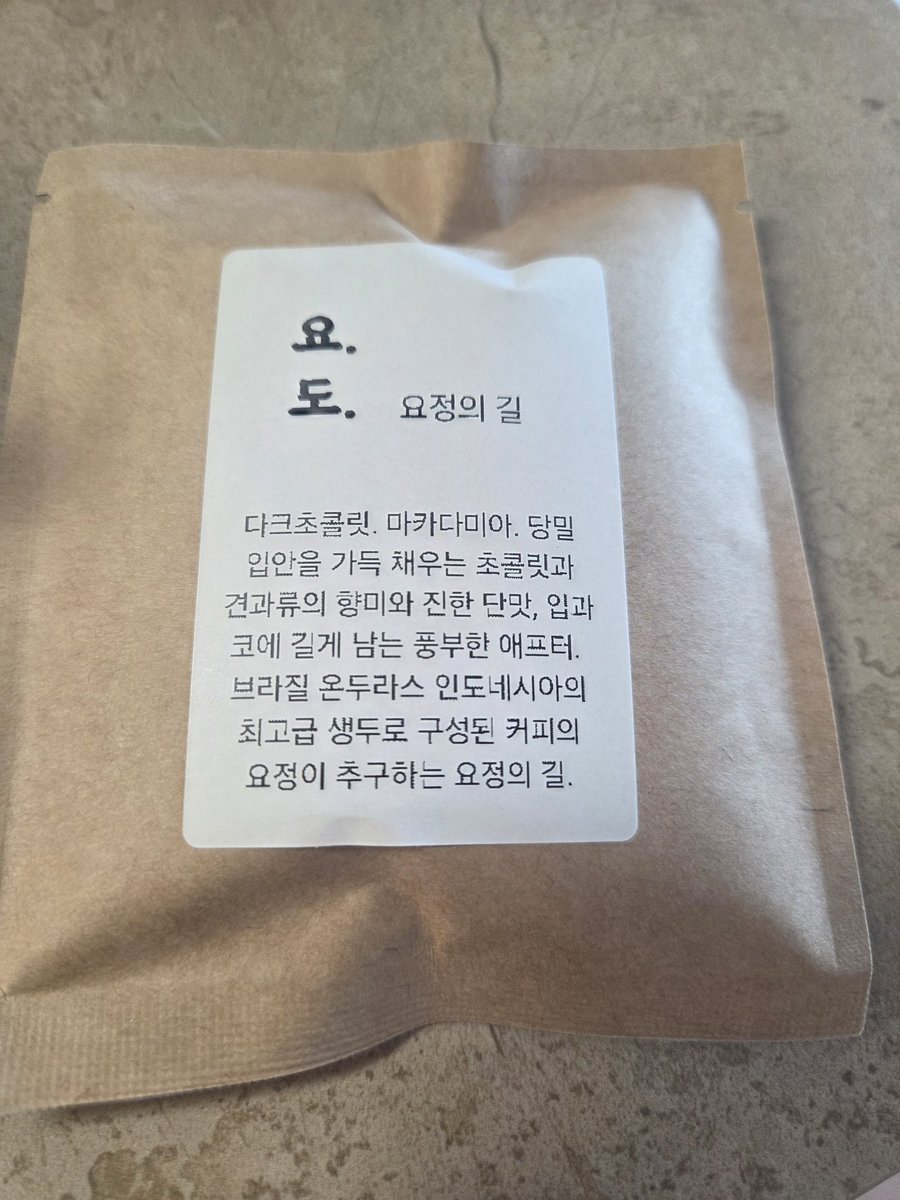 요.
도. 요정의 길
다크초콜릿. 마카다미아. 당밀
입안을 가득 채우는 초콜릿과
견과류의 향미와 진한 단맛, 입과
코에 길게 남는 풍부한 애프터.
브라질 온두라스 인도네시아의
최고급 생두로 구성된 커피의
요정이 추구하는 요정의 길.